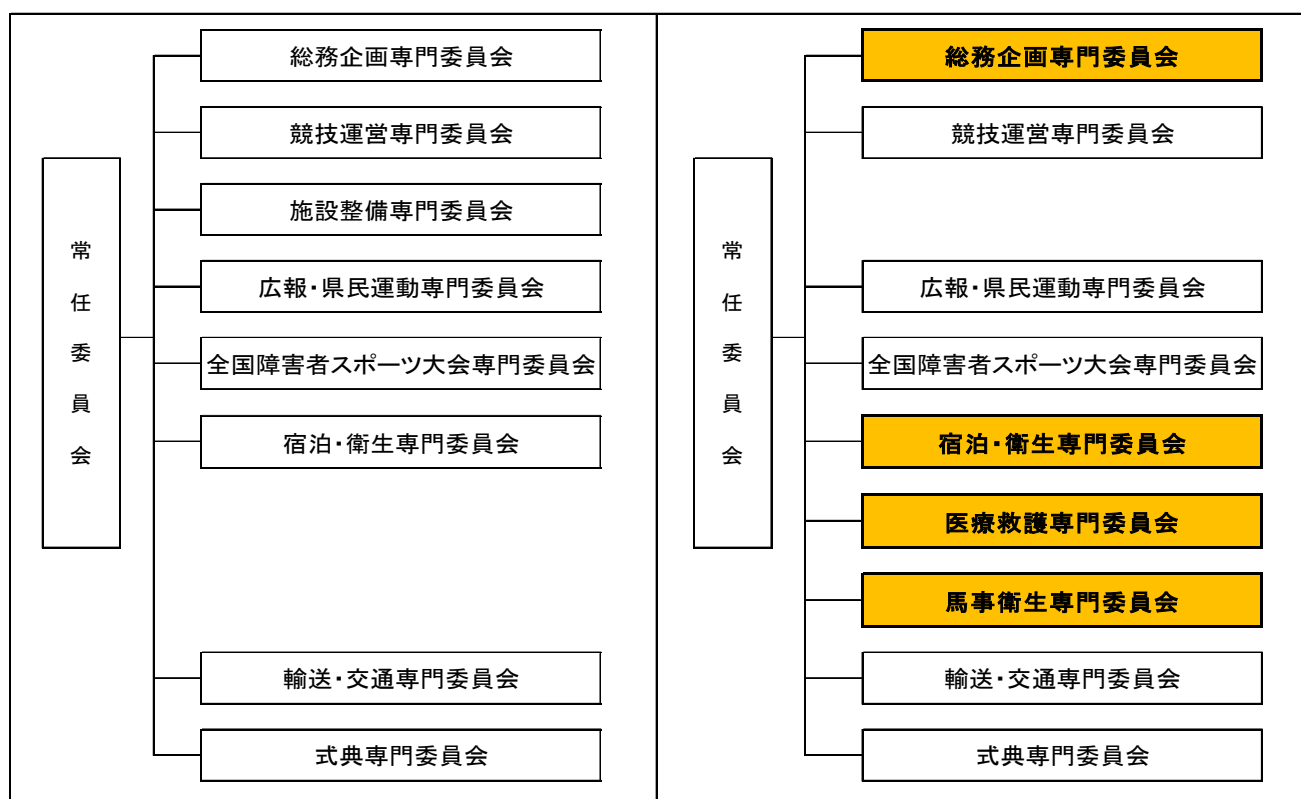 常任委員会
総務企画専門委員会
競技運営専門委員会
施設整備専門委員会
広報・県民運動専門委員会
全国障害者スポーツ大会専門委員会
宿泊・衛生専門委員会
輸送・交通専門委員会
式典専門委員会
常任委員会
総務企画専門委員会
競技運営専門委員会
広報・県民運動専門委員会
全国障害者スポーツ大会専門委員会
宿泊・衛生専門委員会
医療救護専門委員会
馬事衛生専門委員会
輸送・交通専門委員会
式典専門委員会